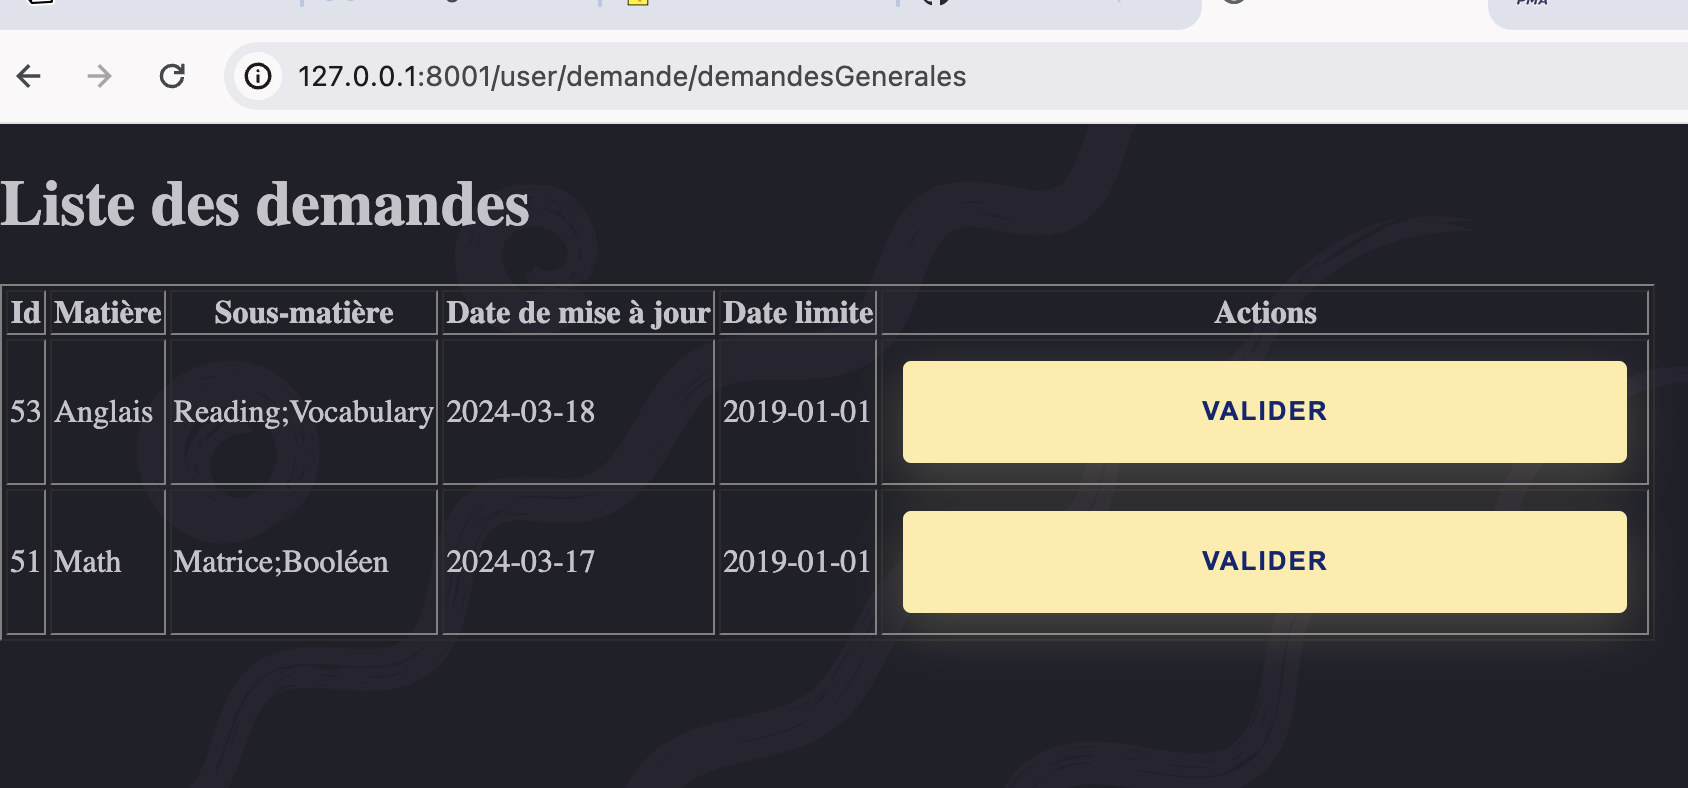 127.0.0.1:8001/user/demande/demandesGenerales
Liste des demandes
Id Matière Sous-matière Date de mise à jour Date limite Actions
53 Anglais Reading;Vocabulary 2024-03-18 2019-01-01 VALIDER
51 Math Matrice;Booléen 2024-03-17 2019-01-01 VALIDER